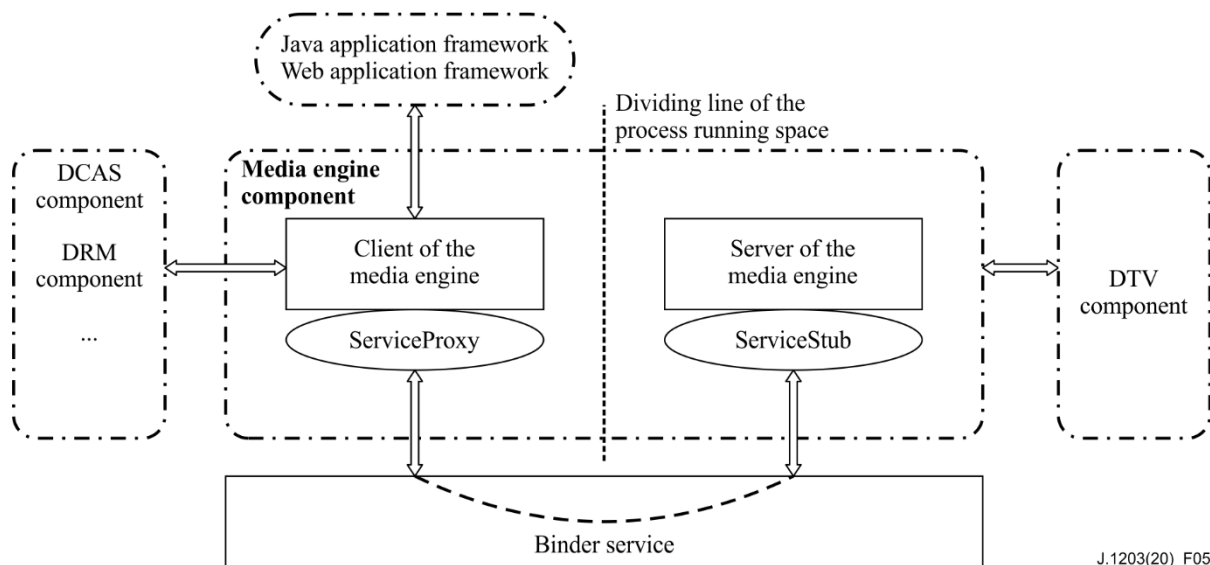 Java application framework
Web application framework
Dividing line of the
process running space
DCAS
component
DRM
component
...
Media engine
component
Client of the
media engine
ServiceProxy
Server of the
media engine
ServiceStub
DTV
component
Binder service
J.1203(20)_F05